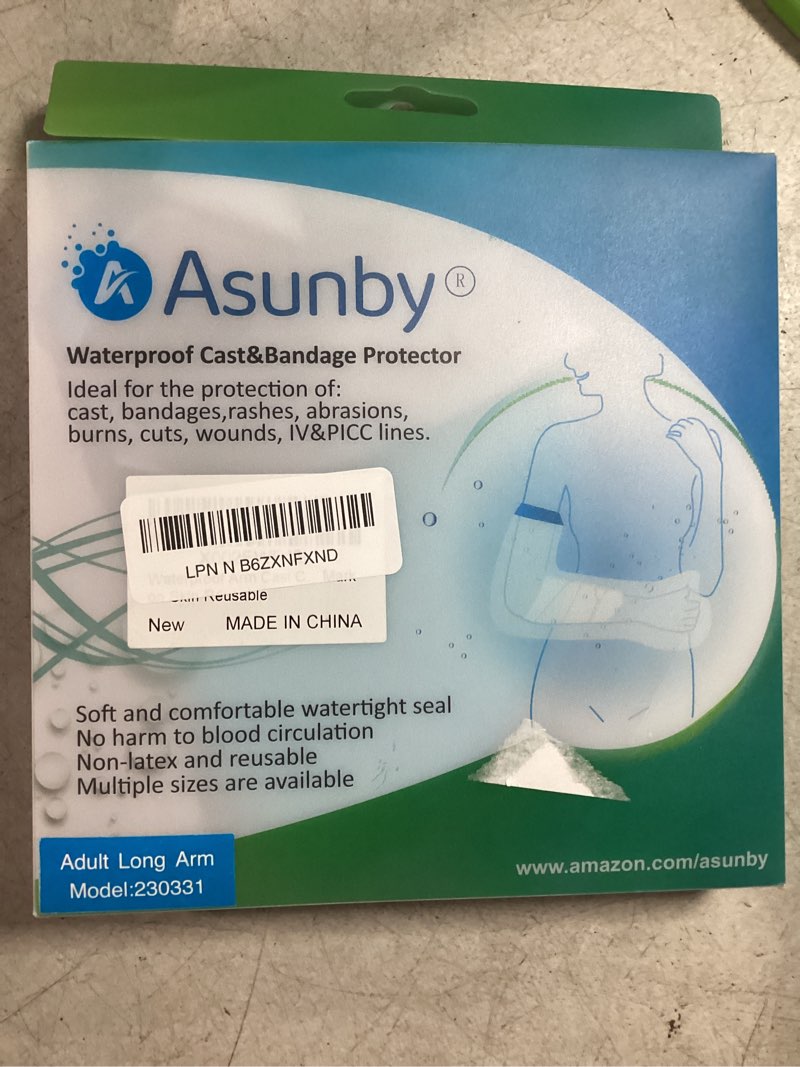 Asunby®
Waterproof Cast&Bandage Protector
Ideal for the protection of:
cast, bandages,rashes, abrasions,
burns, cuts, wounds, IV&PICC lines.
LPN N B6ZXNFXND
Skin Reusable
New MADE IN CHINA
Soft and comfortable watertight seal
No harm to blood circulation
Non-latex and reusable
Multiple sizes are available
Adult Long Arm
Model:230331
www.amazon.com/asunby